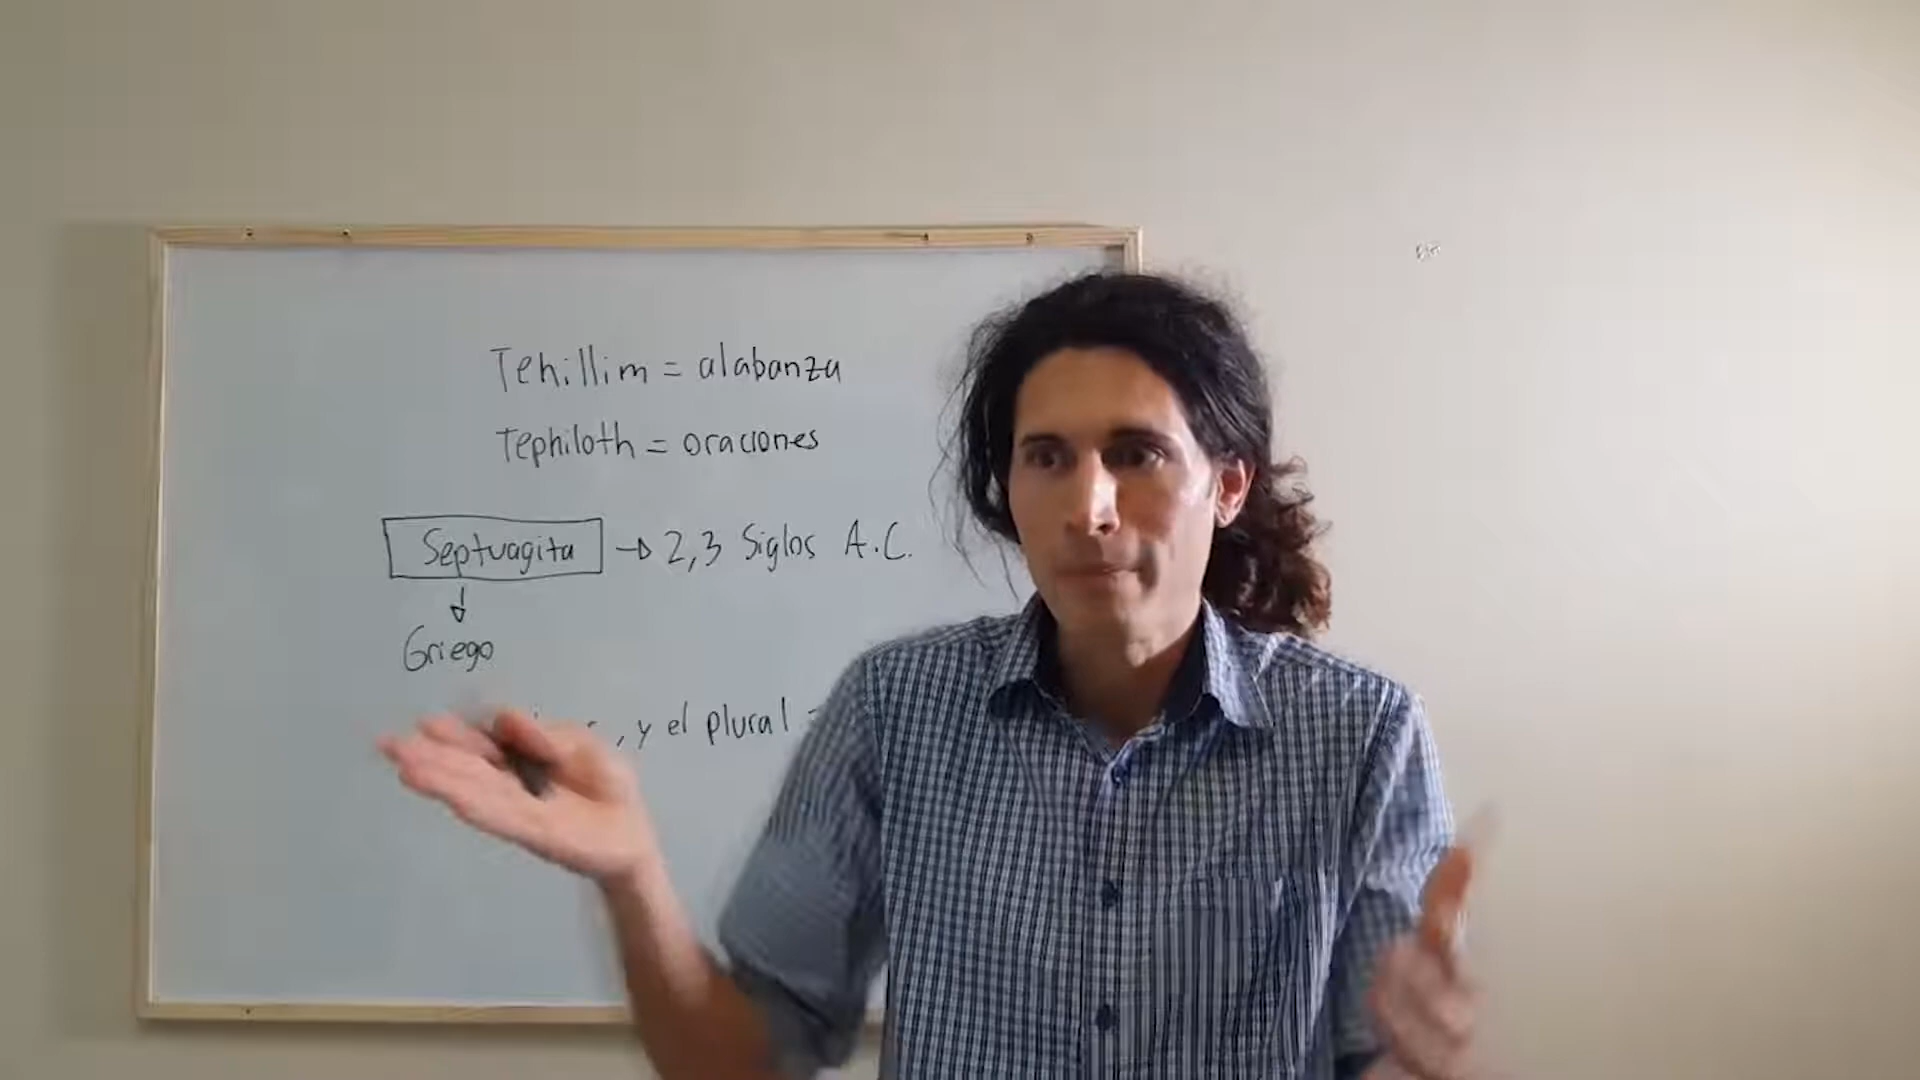 Tehillim = alabanza
Tephiloth = oraciones
Septuagita → 2,3 Siglos A.C.
↓
Griego
, y el plural =